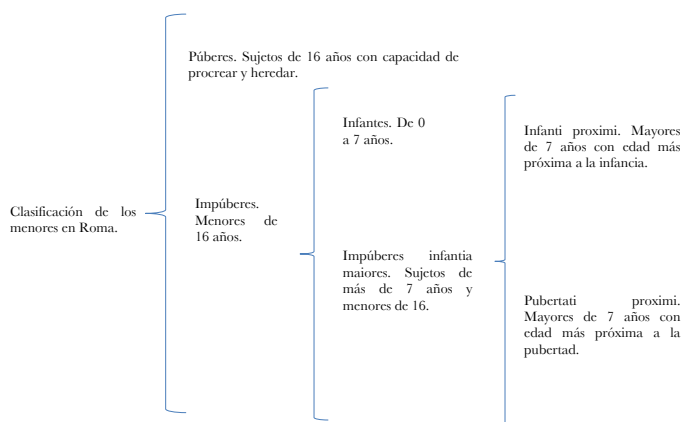 Púberes. Sujetos de 16 años con capacidad de
procrear y heredar.
Infantes. De 0
a 7 años.
Infanti proximi. Mayores
de 7 años con edad más
próxima a la infancia.
Clasificación de los
menores en Roma.
Impúberes.
Menores de
16 años.
Impúberes infantia
maiores. Sujetos de
más de 7 años y
menores de 16.
Pubertati proximi.
Mayores de 7 años con
edad más próxima a la
pubertad.